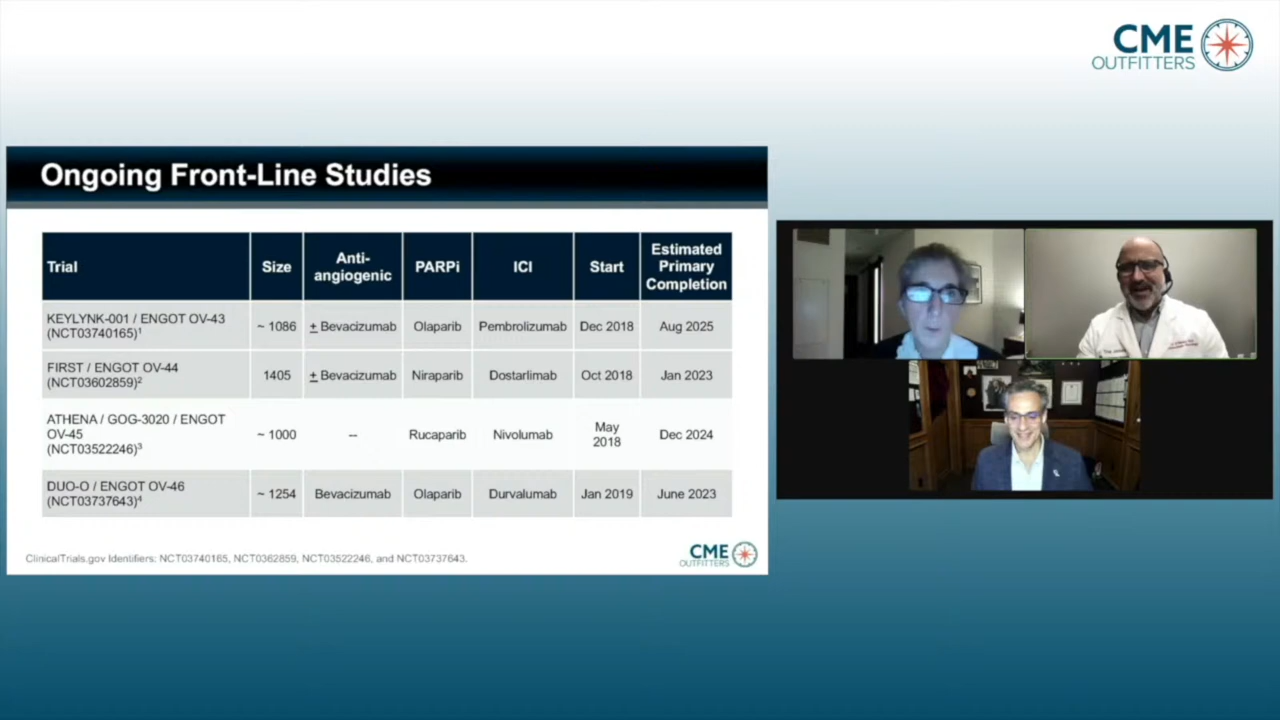 CME
OUTFITTERS
Ongoing Front-Line Studies
Trial
Size
Anti-
angiogenic
PARPi
ICI
Start
Estimated
Primary
Completion
KEYLYNK-001 / ENGOT OV-43
(NCT03740165)¹
~ 1086
+ Bevacizumab
Olaparib
Pembrolizumab
Dec 2018
Aug 2025
FIRST / ENGOT OV-44
(NCT03602859)²
1405
+ Bevacizumab
Niraparib
Dostarlimab
Oct 2018
Jan 2023
ATHENA / GOG-3020 / ENGOT
OV-45
(NCT03522246)³
~ 1000
--
Rucaparib
Nivolumab
May
2018
Dec 2024
DUO-O / ENGOT OV-46
(NCT03737643)⁴
~ 1254
Bevacizumab
Olaparib
Durvalumab
Jan 2019
June 2023
ClinicalTrials.gov Identifiers: NCT03740165, NCT0362859, NCT03522246, and NCT03737643.
CME
OUTFITTERS